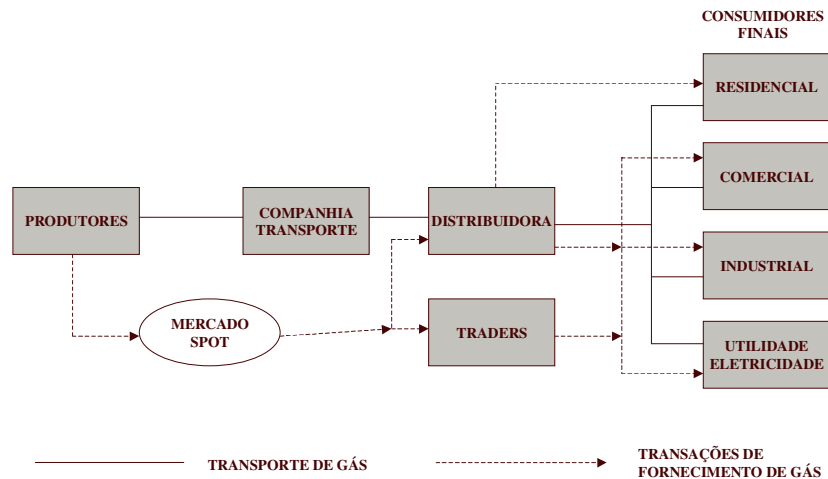 CONSUMIDORES
FINAIS
RESIDENCIAL
COMERCIAL
PRODUTORES
COMPANHIA
TRANSPORTE
DISTRIBUIDORA
INDUSTRIAL
MERCADO
SPOT
TRADERS
UTILIDADE
ELETRICIDADE
TRANSPORTE DE GÁS
TRANSAÇÕES DE
FORNECIMENTO DE GÁS